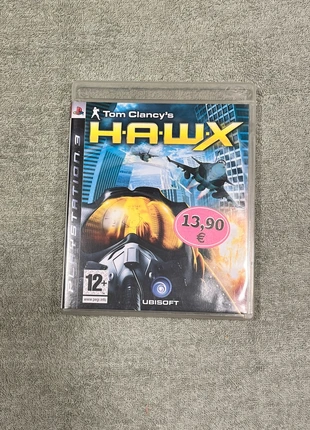 PLAYSTATION 3
Tom Clancy's
H·A·W·X
13,90
€
12+
www.pegi.info
UBISOFT